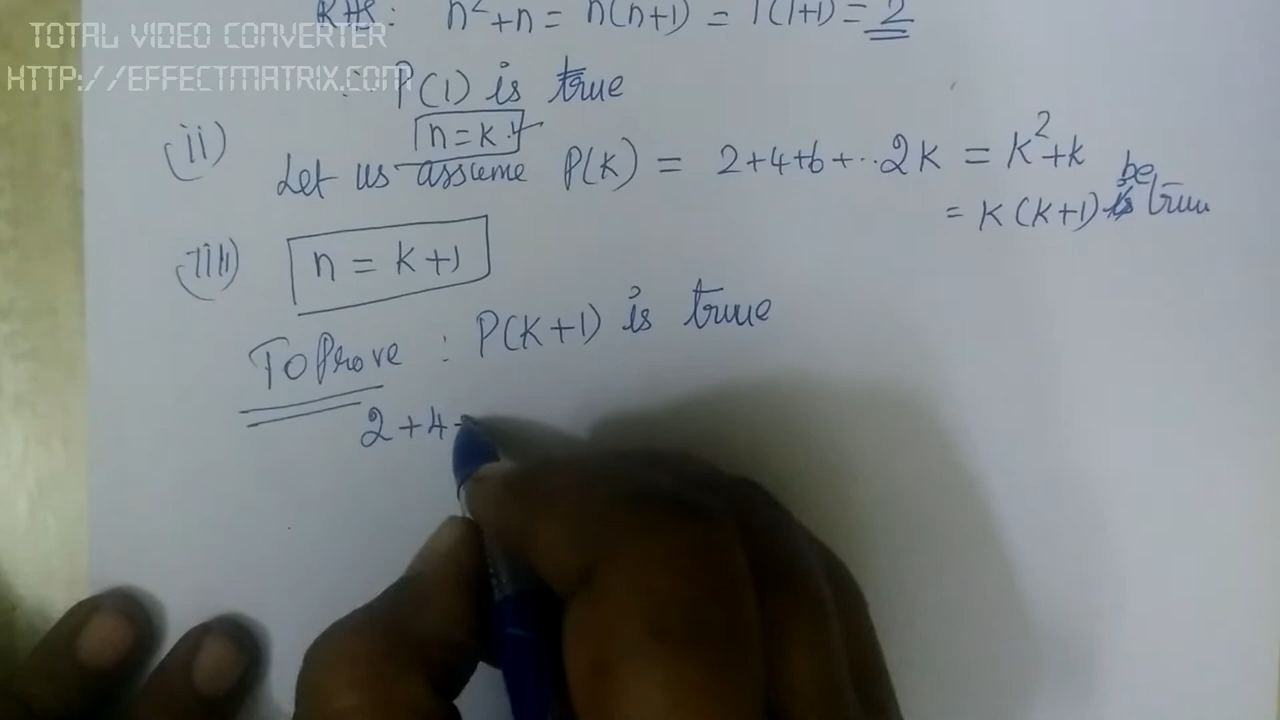 RHS : n²+n = n(n+1) = 1(1+1) = 2
TOTAL VIDEO CONVERTER
HTTP://EFFECTMATRIX.COM
∴ P(1) is true
(ii) n=k
Let us assume P(k) = 2+4+6+..2k = k²+k
= k(k+1) be true
(iii) n = k+1
To Prove : P(k+1) is true
2+4+